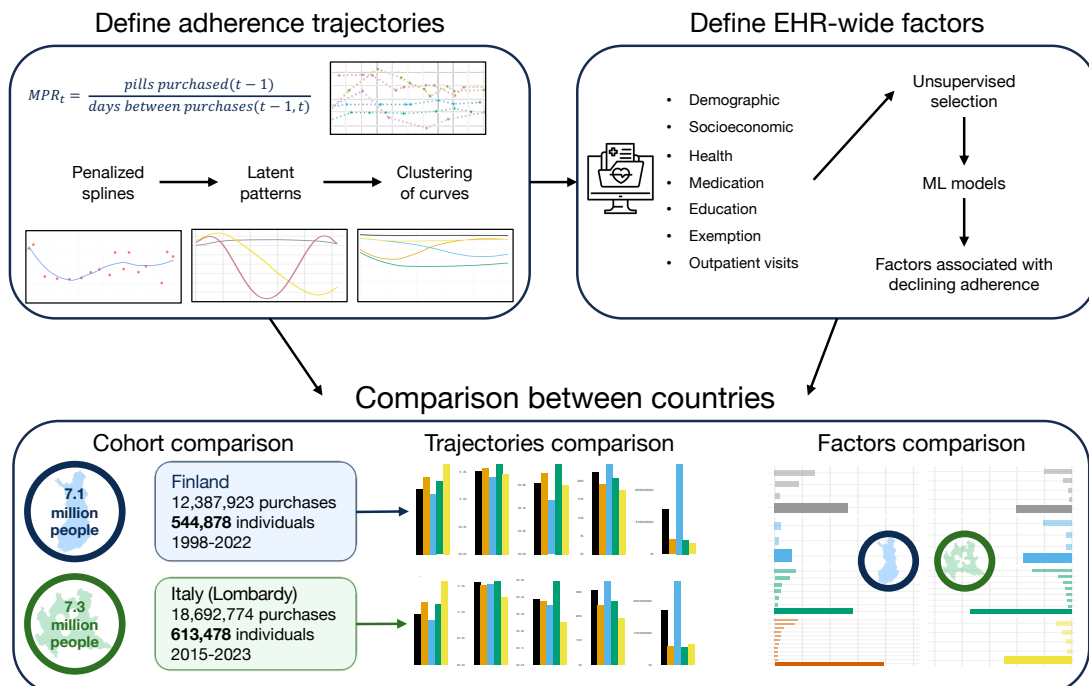 Define adherence trajectories
MPRt = pills purchased(t − 1)
days between purchases(t−1,t)
Penalized
splines
Latent
patterns
Clustering
of curves
Define EHR-wide factors
• Demographic
• Socioeconomic
• Health
• Medication
• Education
• Exemption
• Outpatient visits
Unsupervised
selection
ML models
Factors associated with
declining adherence
Comparison between countries
Cohort comparison
7.1
million
people
Finland
12,387,923 purchases
544,878 individuals
1998-2022
7.3
million
people
Italy (Lombardy)
18,692,774 purchases
613,478 individuals
2015-2023
Trajectories comparison
Factors comparison